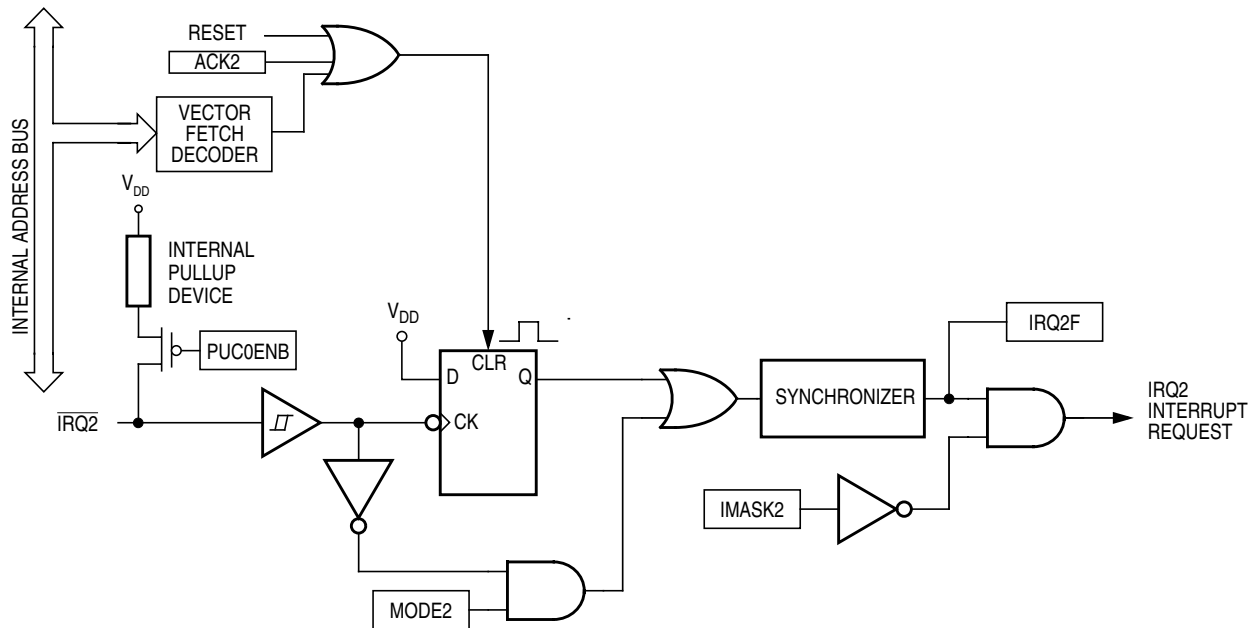 INTERNAL ADDRESS BUS
RESET
ACK2
VECTOR
FETCH
DECODER
VDD
INTERNAL
PULLUP
DEVICE
PUC0ENB
IRQ2
VDD
D
CLR
Q
CK
SYNCHRONIZER
IRQ2F
IRQ2
INTERRUPT
REQUEST
IMASK2
MODE2